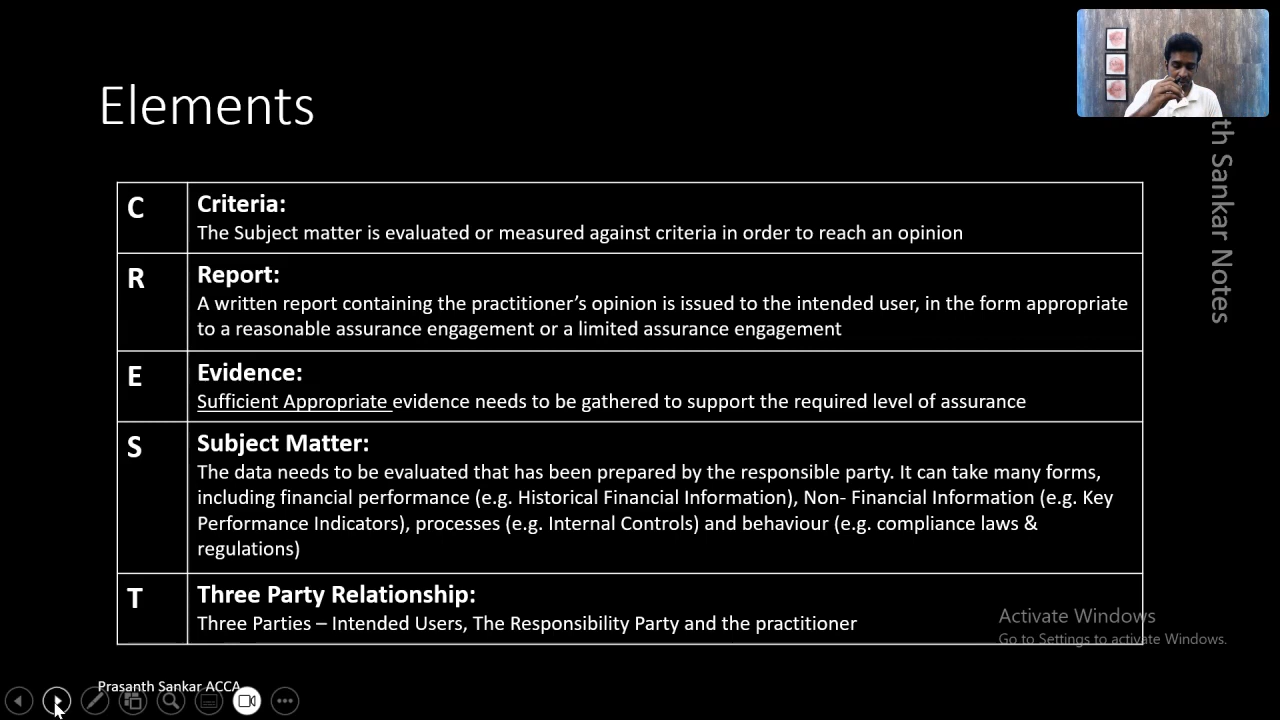 Elements
C
Criteria:
The Subject matter is evaluated or measured against criteria in order to reach an opinion
R
Report:
A written report containing the practitioner’s opinion is issued to the intended user, in the form appropriate
to a reasonable assurance engagement or a limited assurance engagement
E
Evidence:
Sufficient Appropriate evidence needs to be gathered to support the required level of assurance
S
Subject Matter:
The data needs to be evaluated that has been prepared by the responsible party. It can take many forms,
including financial performance (e.g. Historical Financial Information), Non- Financial Information (e.g. Key
Performance Indicators), processes (e.g. Internal Controls) and behaviour (e.g. compliance laws &
regulations)
T
Three Party Relationship:
Three Parties – Intended Users, The Responsibility Party and the practitioner
th Sankar Notes
Activate Windows
Go to Settings to activate Windows.
Prasanth Sankar ACCA